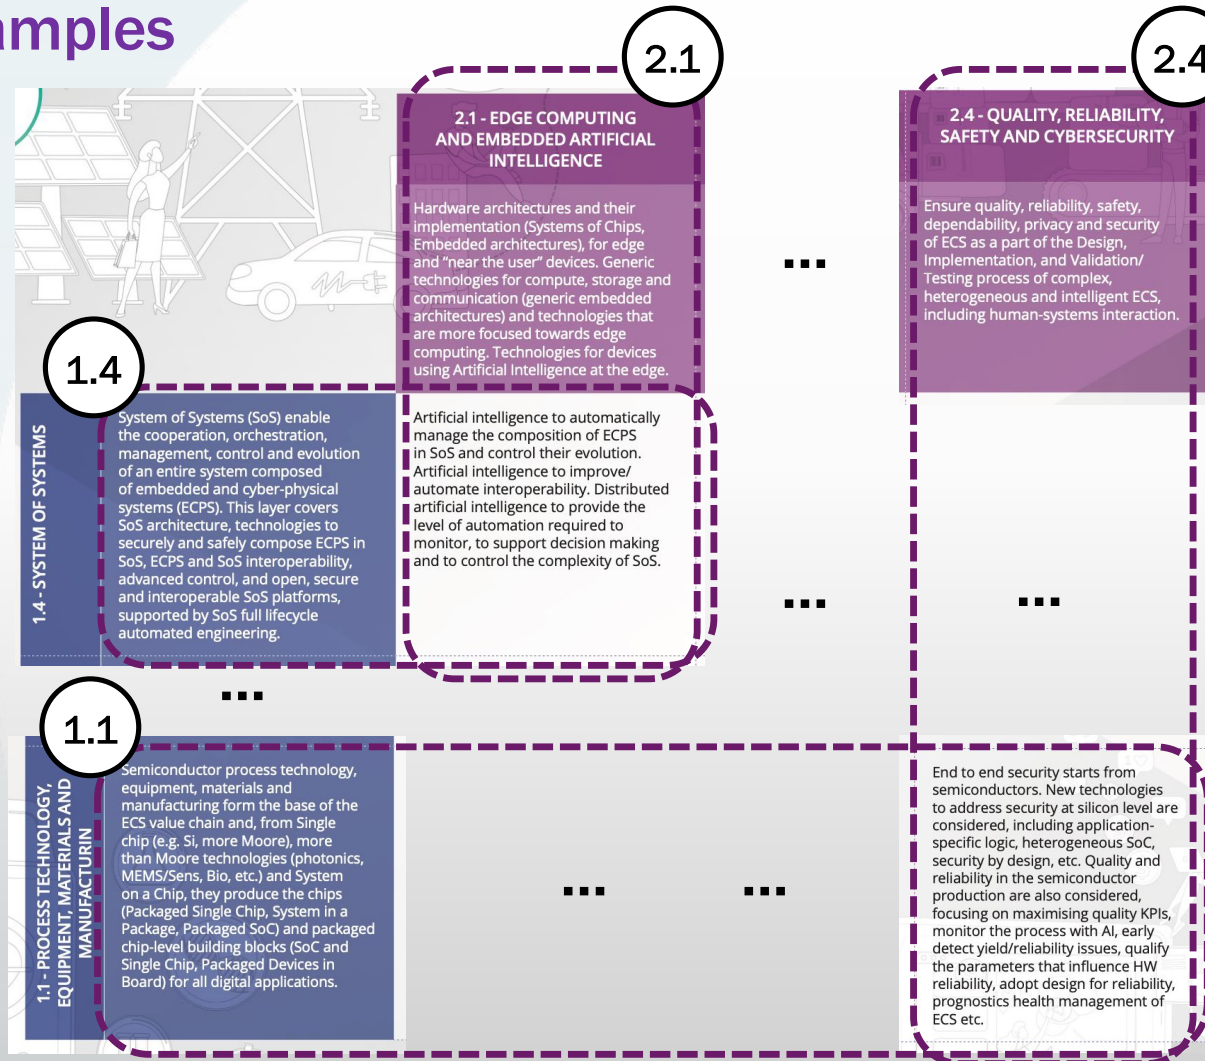 amples
2.1
2.4
2.1 - EDGE COMPUTING
AND EMBEDDED ARTIFICIAL
INTELLIGENCE
Hardware architectures and their
implementation (Systems of Chips,
Embedded architectures), for edge
and “near the user” devices. Generic
technologies for compute, storage and
communication (generic embedded
architectures) and technologies that
are more focused towards edge
computing. Technologies for devices
using Artificial Intelligence at the edge.
...
2.4 - QUALITY, RELIABILITY,
SAFETY AND CYBERSECURITY
Ensure quality, reliability, safety,
dependability, privacy and security
of ECS as a part of the Design,
Implementation, and Validation/
Testing process of complex,
heterogeneous and intelligent ECS,
including human-systems interaction.
1.4
1.4 - SYSTEM OF SYSTEMS
System of Systems (SoS) enable
the cooperation, orchestration,
management, control and evolution
of an entire system composed
of embedded and cyber-physical
systems (ECPS). This layer covers
SoS architecture, technologies to
securely and safely compose ECPS in
SoS, ECPS and SoS interoperability,
advanced control, and open, secure
and interoperable SoS platforms,
supported by SoS full lifecycle
automated engineering.
Artificial intelligence to automatically
manage the composition of ECPS
in SoS and control their evolution.
Artificial intelligence to improve/
automate interoperability. Distributed
artificial intelligence to provide the
level of automation required to
monitor, to support decision making
and to control the complexity of SoS.
...
...
...
1.1
1.1 - PROCESS TECHNOLOGY,
EQUIPMENT, MATERIALS AND
MANUFACTURIN
Semiconductor process technology,
equipment, materials and
manufacturing form the base of the
ECS value chain and, from Single
chip (e.g. Si, more Moore), more
than Moore technologies (photonics,
MEMS/Sens, Bio, etc.) and System
on a Chip, they produce the chips
(Packaged Single Chip, System in a
Package, Packaged SoC) and packaged
chip-level building blocks (SoC and
Single Chip, Packaged Devices in
Board) for all digital applications.
...
...
End to end security starts from
semiconductors. New technologies
to address security at silicon level are
considered, including application-
specific logic, heterogeneous SoC,
security by design, etc. Quality and
reliability in the semiconductor
production are also considered,
focusing on maximising quality KPIs,
monitor the process with AI, early
detect yield/reliability issues, qualify
the parameters that influence HW
reliability, adopt design for reliability,
prognostics health management of
ECS etc.